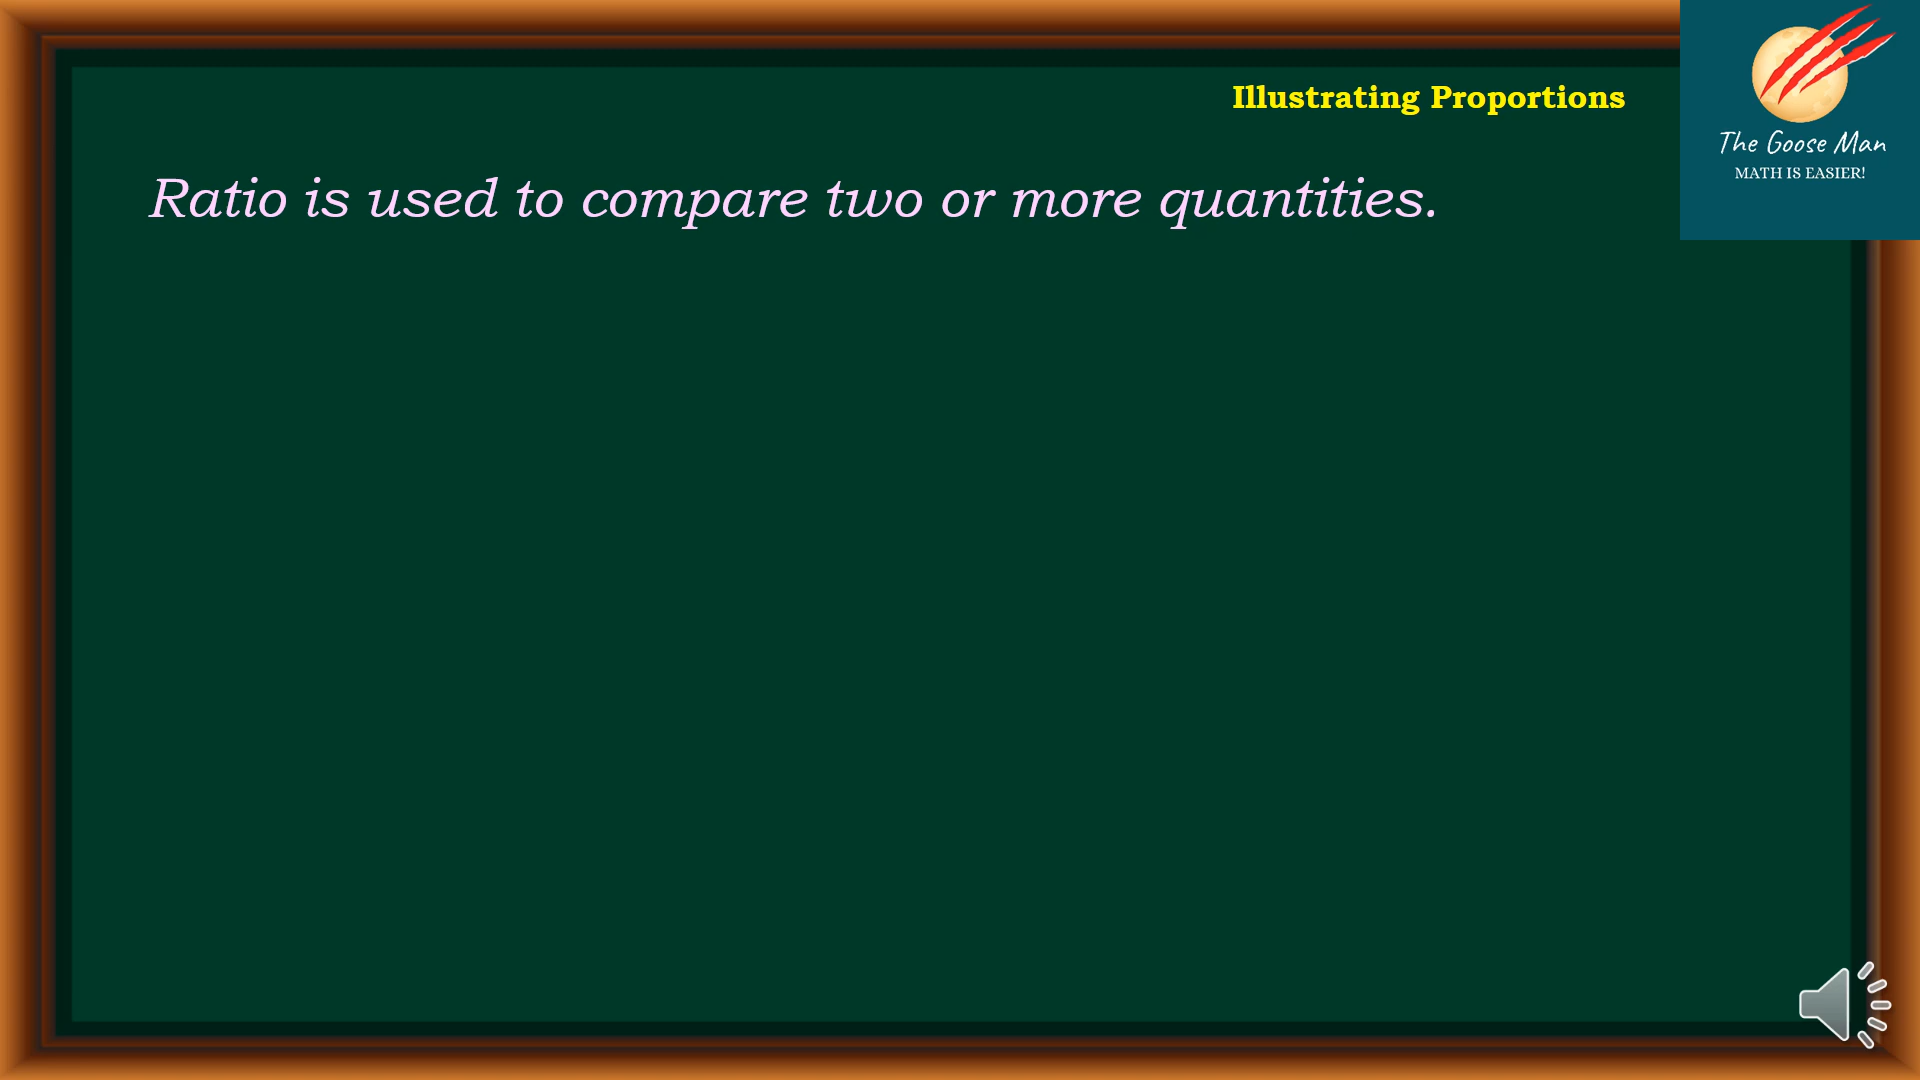 Illustrating Proportions
The Goose Man
MATH IS EASIER!
Ratio is used to compare two or more quantities.